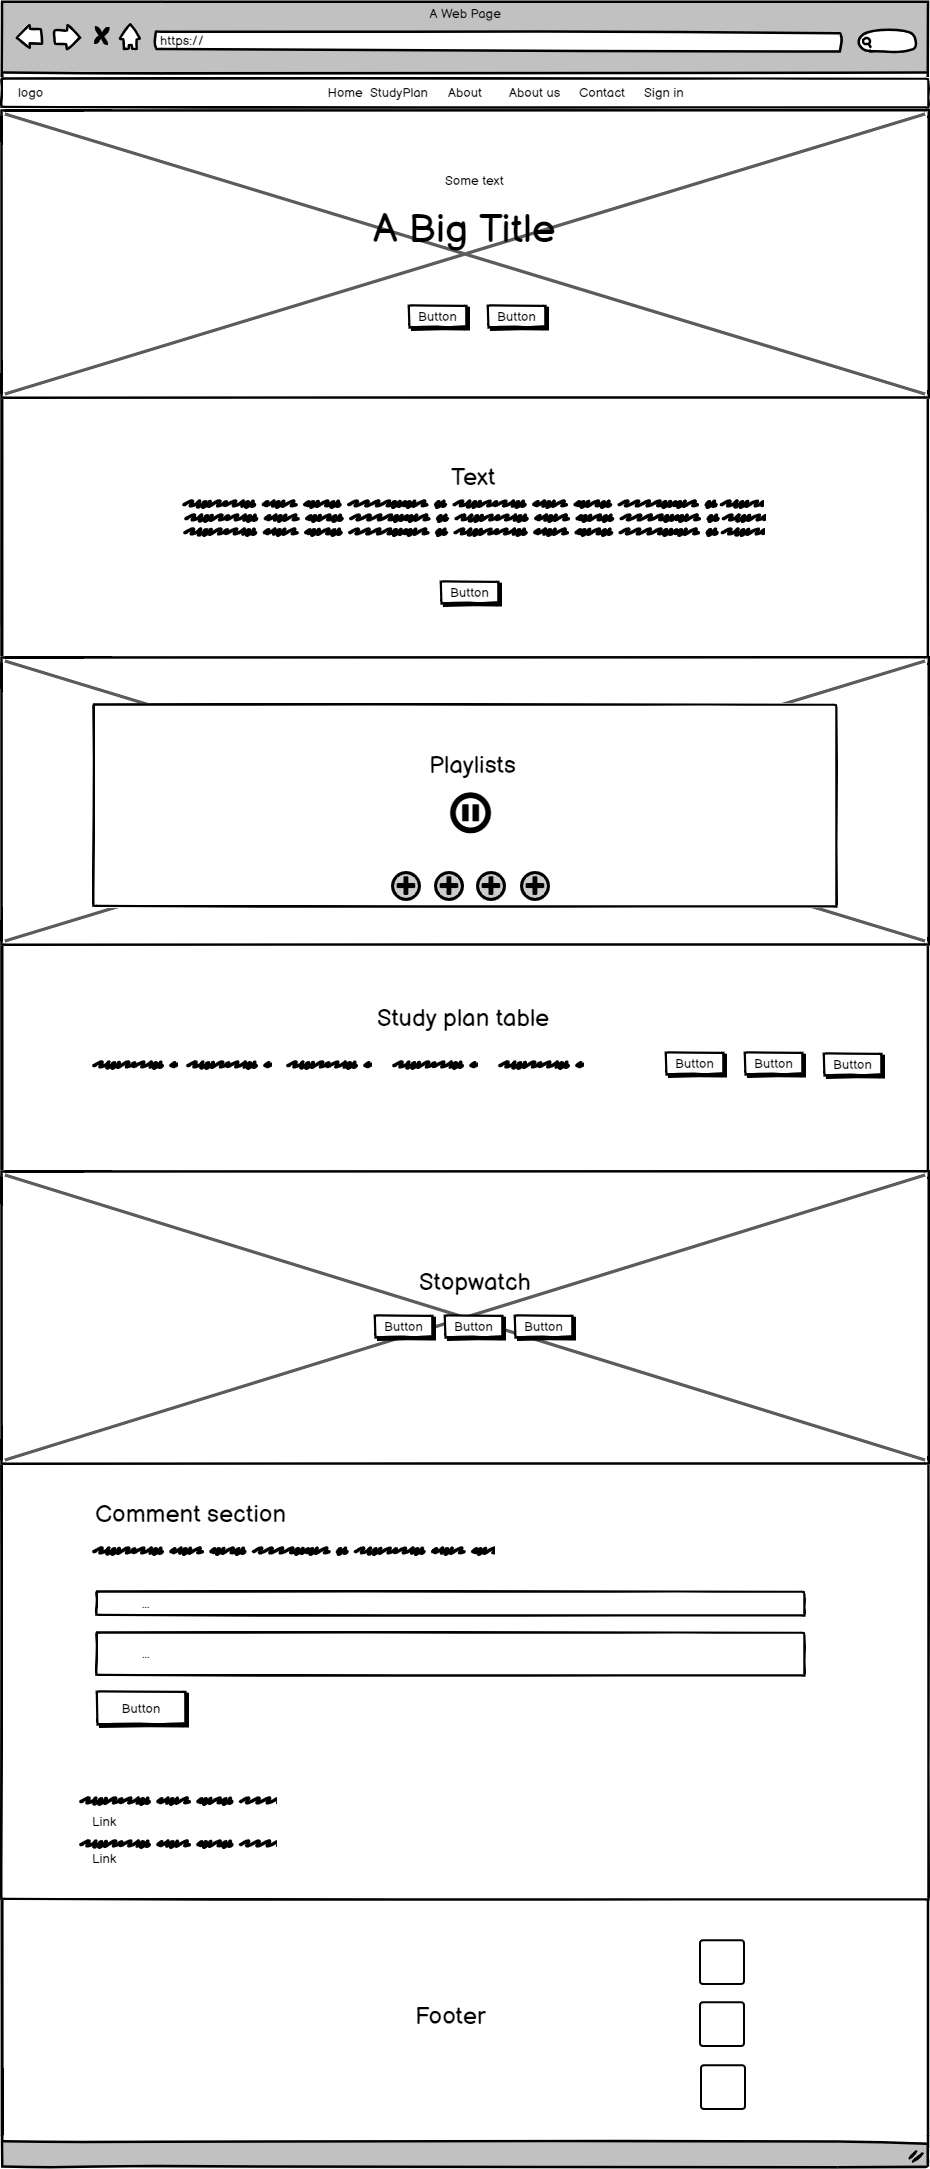 A Web Page
https://
logo Home StudyPlan About About us Contact Sign in
Some text
A Big Title
Button Button
Text
Button
Playlists
Study plan table
Button Button Button
Stopwatch
Button Button Button
Comment section
...
...
Button
Link
Link
Footer